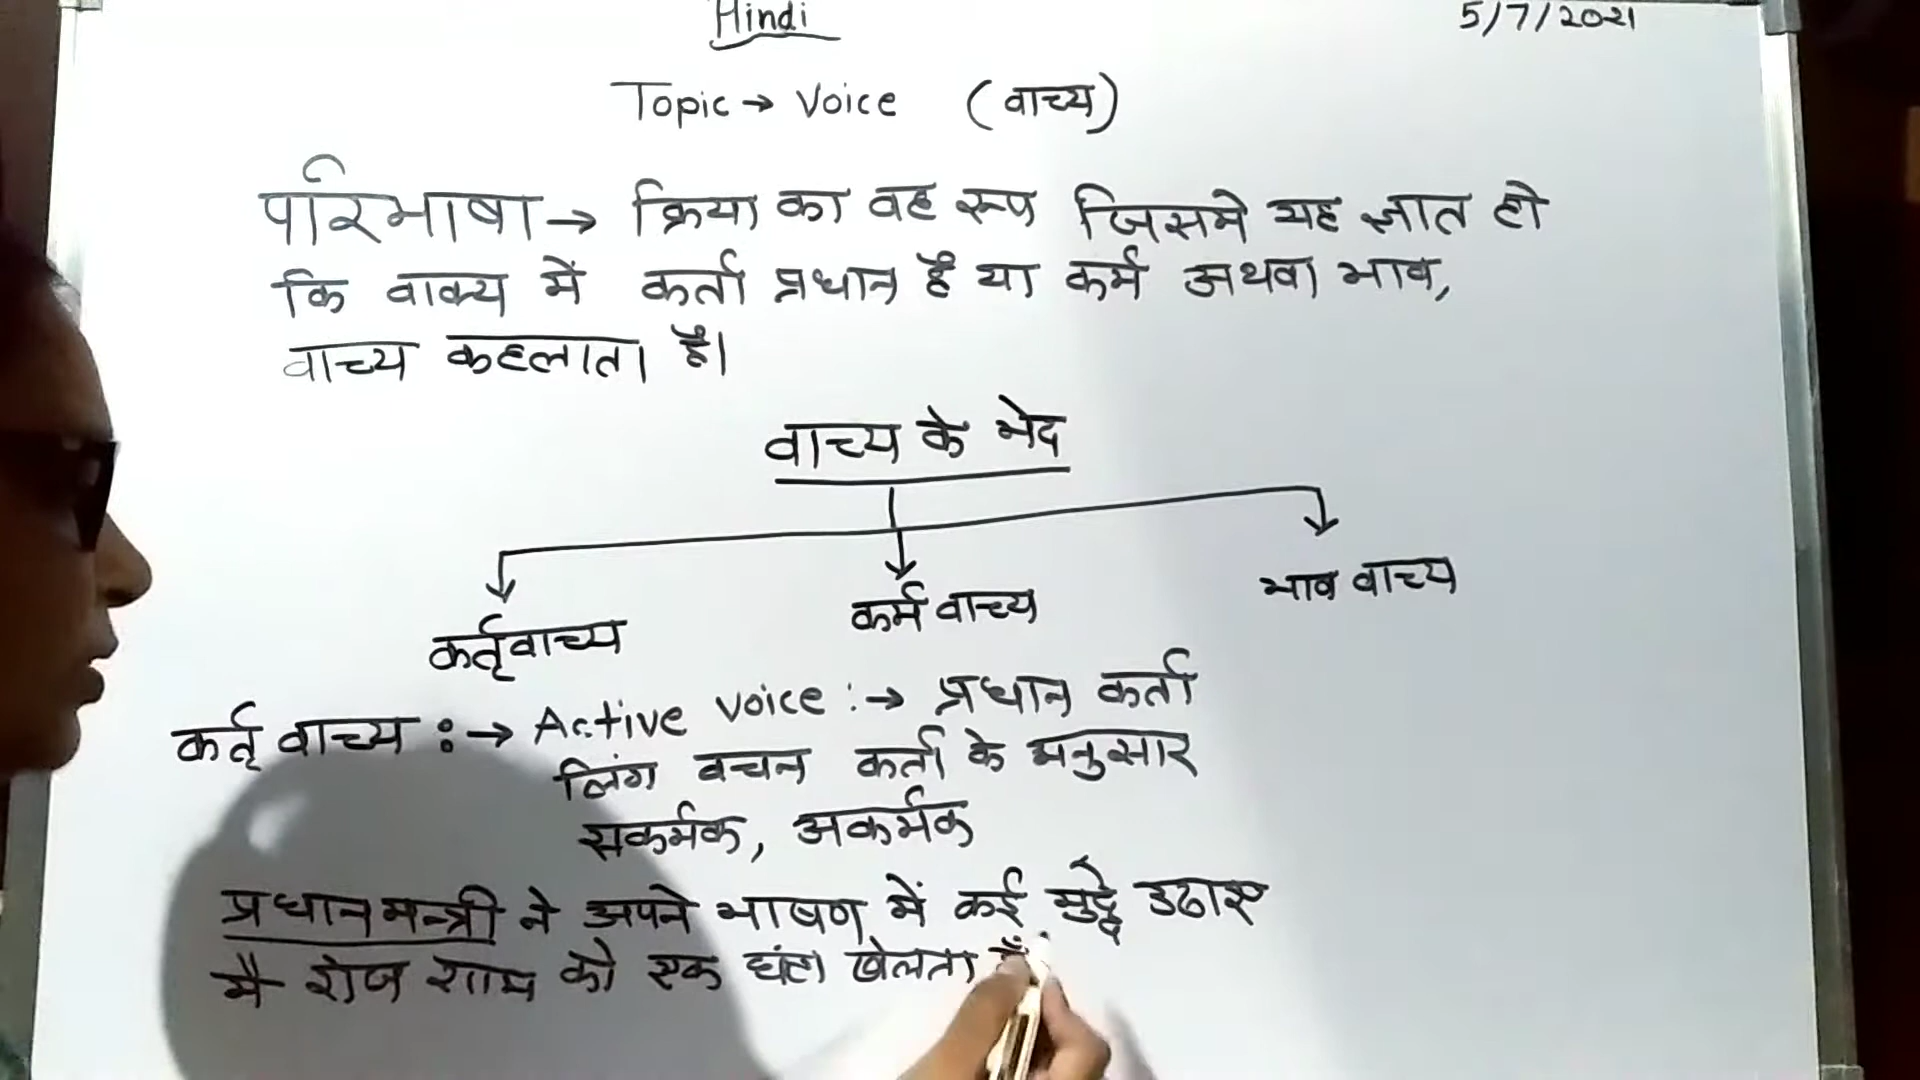 Hindi
5/7/2021
Topic → Voice (वाच्य)
परिभाषा → क्रिया का वह रूप जिसमे यह ज्ञात हो
कि वाक्य में कर्ता प्रधान है या कर्म अथवा भाव,
वाच्य कहलाता है।
वाच्य के भेद
कर्तृवाच्य कर्म वाच्य भाव वाच्य
कर्तृ वाच्य :→ Active voice :→ प्रधान कर्ता
लिंग वचन कर्ता के अनुसार
सकर्मक, अकर्मक
प्रधानमन्त्री ने अपने भाषण में कई मुद्दे उठाए
मै रोज शाम को एक घंटा खेलता